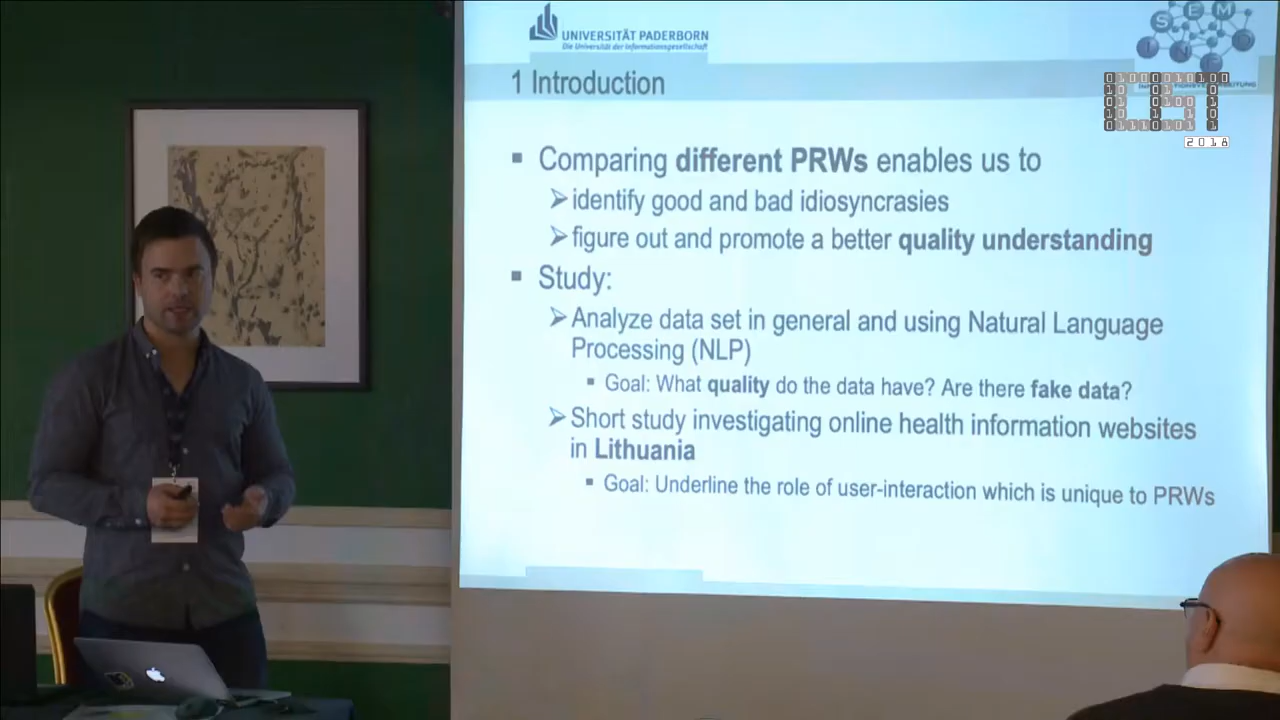 UNIVERSITÄT PADERBORN
Die Universität der Informationsgesellschaft
S E M
I N F O
1 Introduction
▪ Comparing different PRWs enables us to
➢identify good and bad idiosyncrasies
➢figure out and promote a better quality understanding
▪ Study:
➢Analyze data set in general and using Natural Language
Processing (NLP)
▪ Goal: What quality do the data have? Are there fake data?
➢Short study investigating online health information websites
in Lithuania
▪ Goal: Underline the role of user-interaction which is unique to PRWs
2018